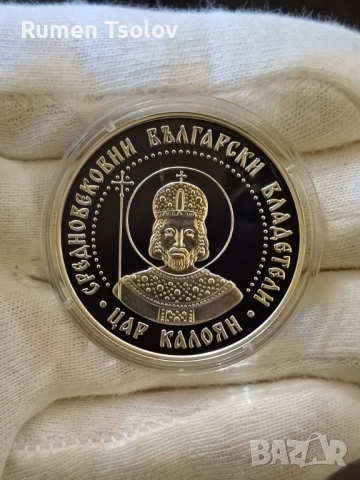 Rumen Tsolov
СРЕДНОВЕКОВНИ БЪЛГАРСКИ ВЛАДЕТЕЛИ
• ЦАР КАЛОЯН •
BAZAR